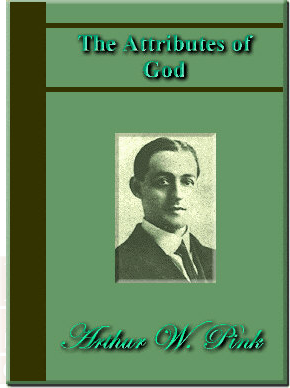 The Attributes of
God
Arthur W. Pink